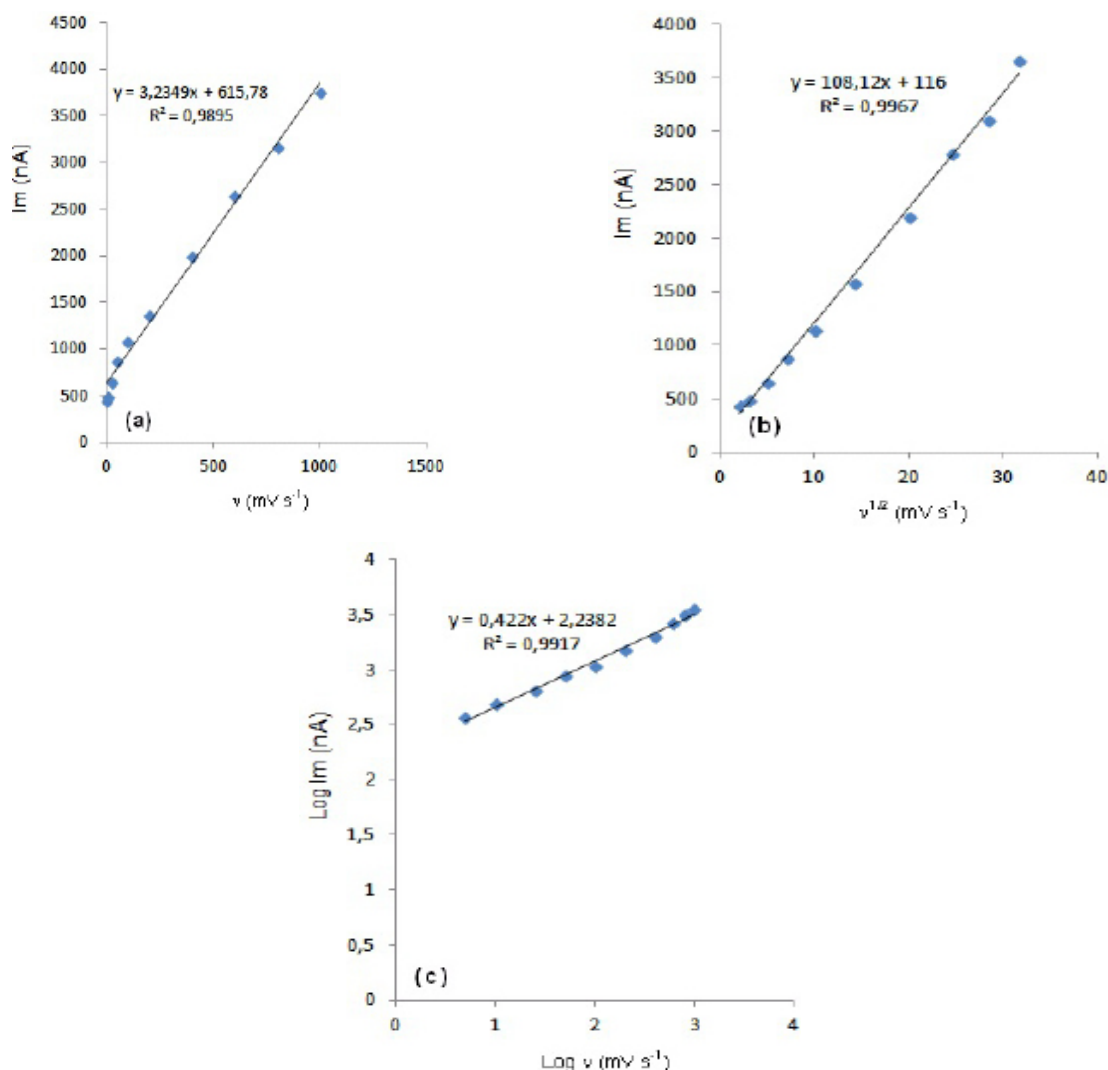 4500
4000
3500
3000
2500
2000
1500
1000
500
0
Im (nA)
y = 3,2349x + 615,78
R² = 0,9895
(a)
0 500 1000 1500
ν (mV s⁻¹)
4000
3500
3000
2500
2000
1500
1000
500
0
Im (nA)
y = 108,12x + 116
R² = 0,9967
(b)
0 10 20 30 40
ν¹ᐟ² (mV s⁻¹)
4
3,5
3
2,5
2
1,5
1
0,5
0
Log Im (nA)
y = 0,422x + 2,2382
R² = 0,9917
(c)
0 1 2 3 4
Log ν (mV s⁻¹)